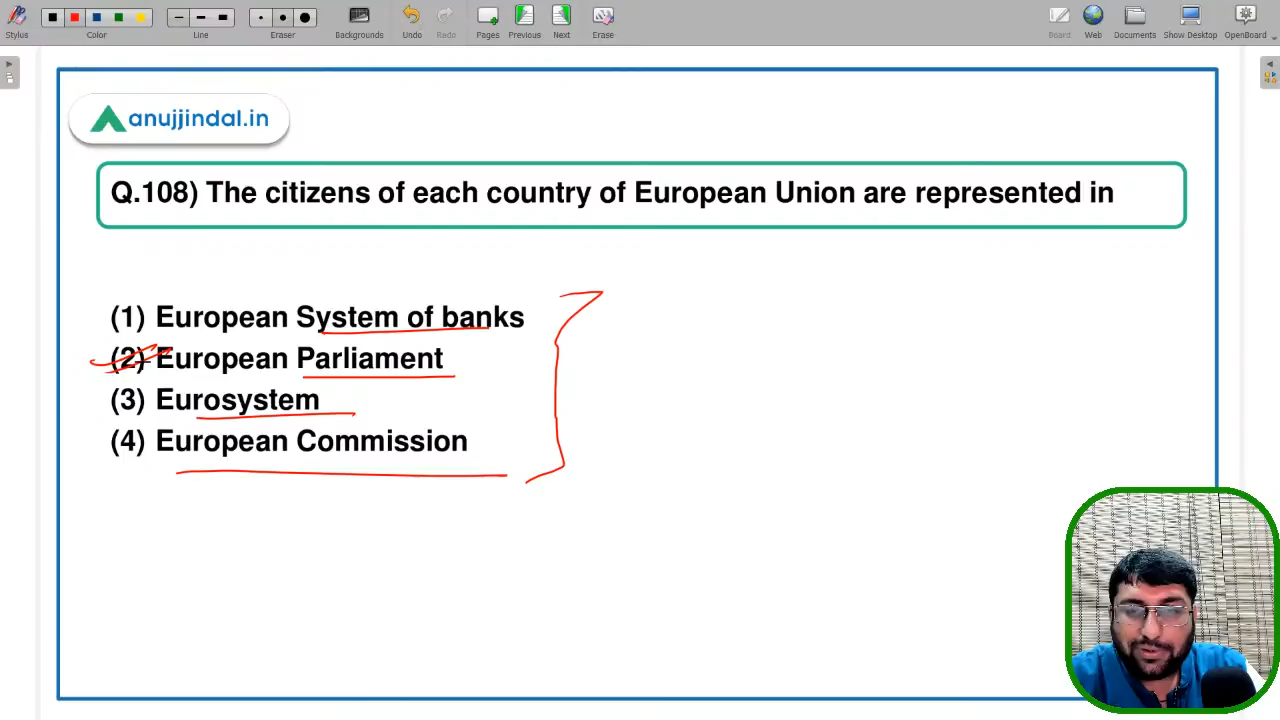 Stylus
Color
Line
Eraser
Backgrounds
Undo
Redo
Pages
Previous
Next
Erase
Board
Web
Documents
Show Desktop
OpenBoard
anujjindal.in
Q.108) The citizens of each country of European Union are represented in
(1) European System of banks
(2) European Parliament
(3) Eurosystem
(4) European Commission